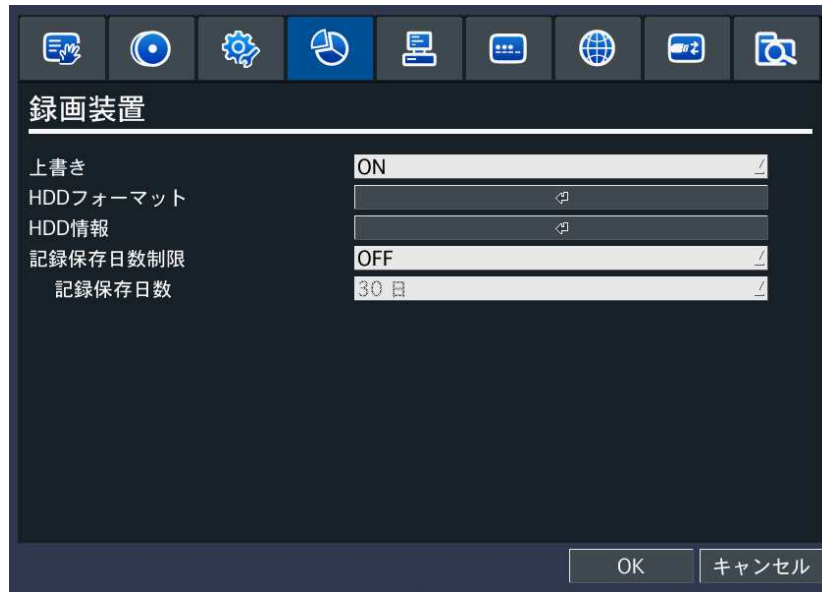 録画装置
上書き ON
HDDフォーマット
HDD情報
記録保存日数制限 OFF
記録保存日数 30 日
OK キャンセル